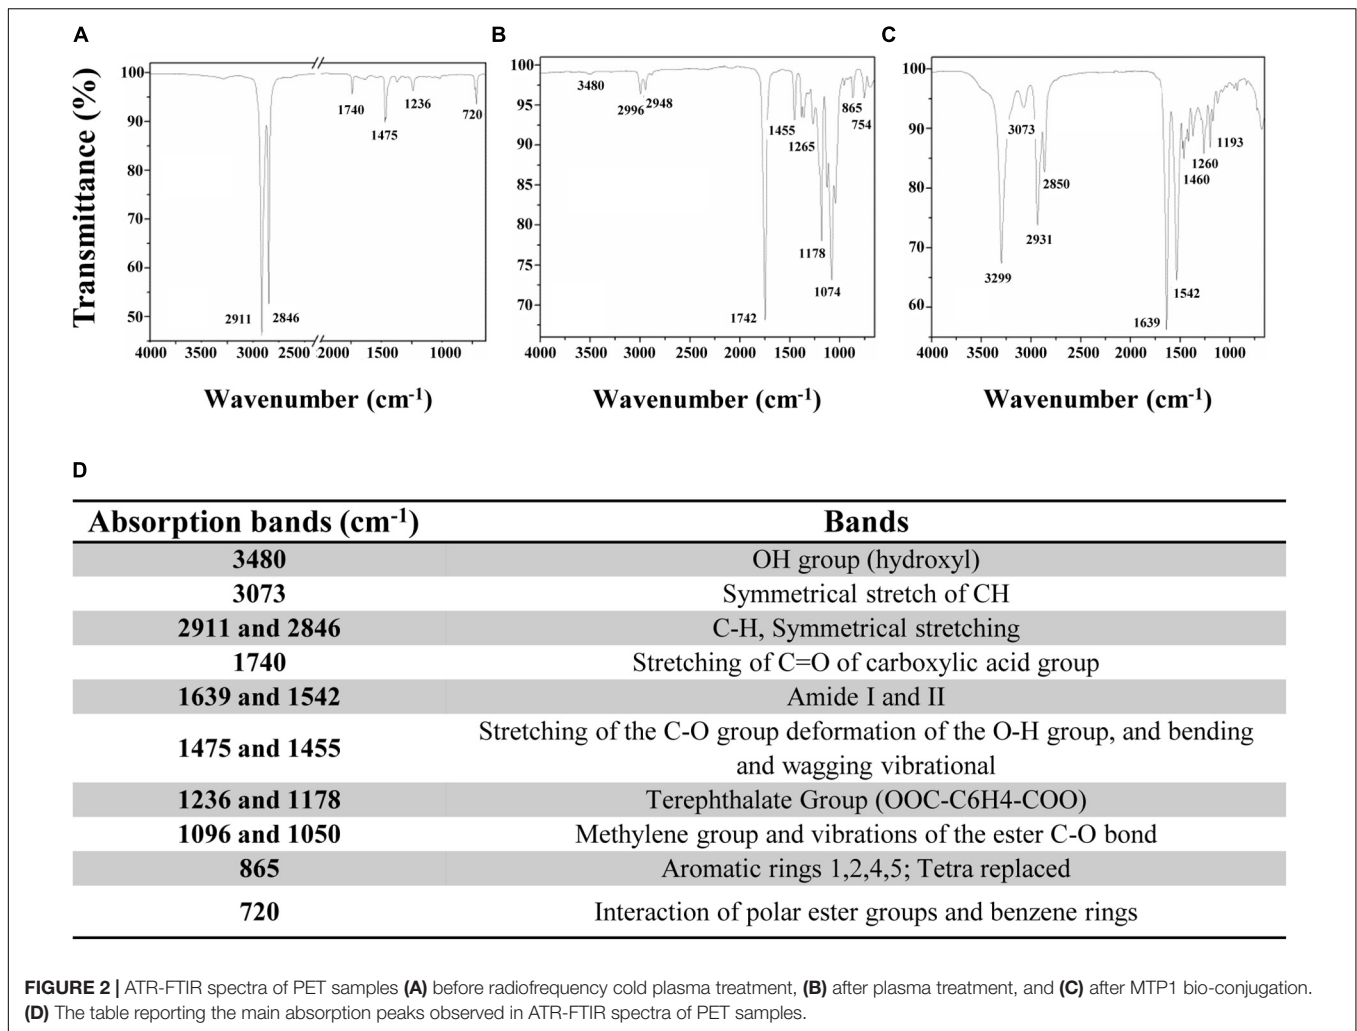 A
B
C
Transmittance (%)
100
90
80
70
60
50
2911
2846
1740
1475
1236
720
4000
3000
2500
2000
1500
1000
Wavenumber (cm-1)
100
95
90
85
80
75
70
3480
2996
2948
1742
1455
1265
1178
1074
865
754
4000
3500
3000
2500
2000
1500
1000
Wavenumber (cm-1)
100
90
80
70
60
3299
3073
2931
2850
1639
1542
1460
1260
1193
4000
3000
2000
1500
1000
Wavenumber (cm-1)
D
Absorption bands (cm-1) Bands
3480 OH group (hydroxyl)
3073 Symmetrical stretch of CH
2911 and 2846 C-H, Symmetrical stretching
1740 Stretching of C=O of carboxylic acid group
1639 and 1542 Amide I and II
1475 and 1455 Stretching of the C-O group deformation of the O-H group, and bending
and wagging vibrational
1236 and 1178 Terephthalate Group (OOC-C6H4-COO)
1096 and 1050 Methylene group and vibrations of the ester C-O bond
865 Aromatic rings 1,2,4,5; Tetra replaced
720 Interaction of polar ester groups and benzene rings
FIGURE 2 | ATR-FTIR spectra of PET samples (A) before radiofrequency cold plasma treatment, (B) after plasma treatment, and (C) after MTP1 bio-conjugation.
(D) The table reporting the main absorption peaks observed in ATR-FTIR spectra of PET samples.